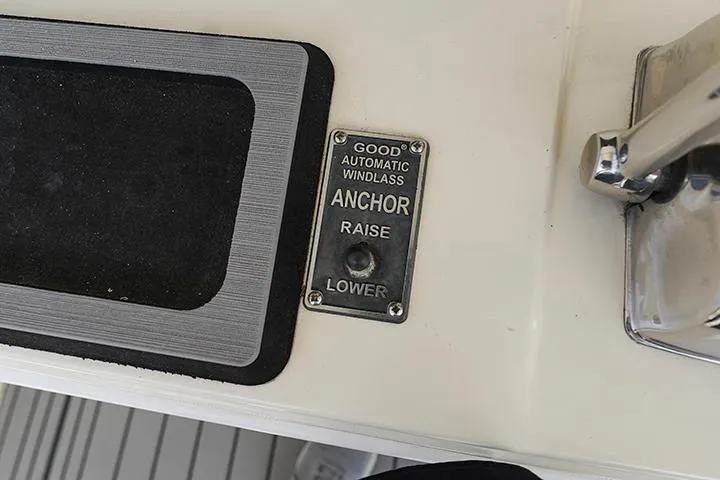 GOOD®
AUTOMATIC
WINDLASS
ANCHOR
RAISE
LOWER